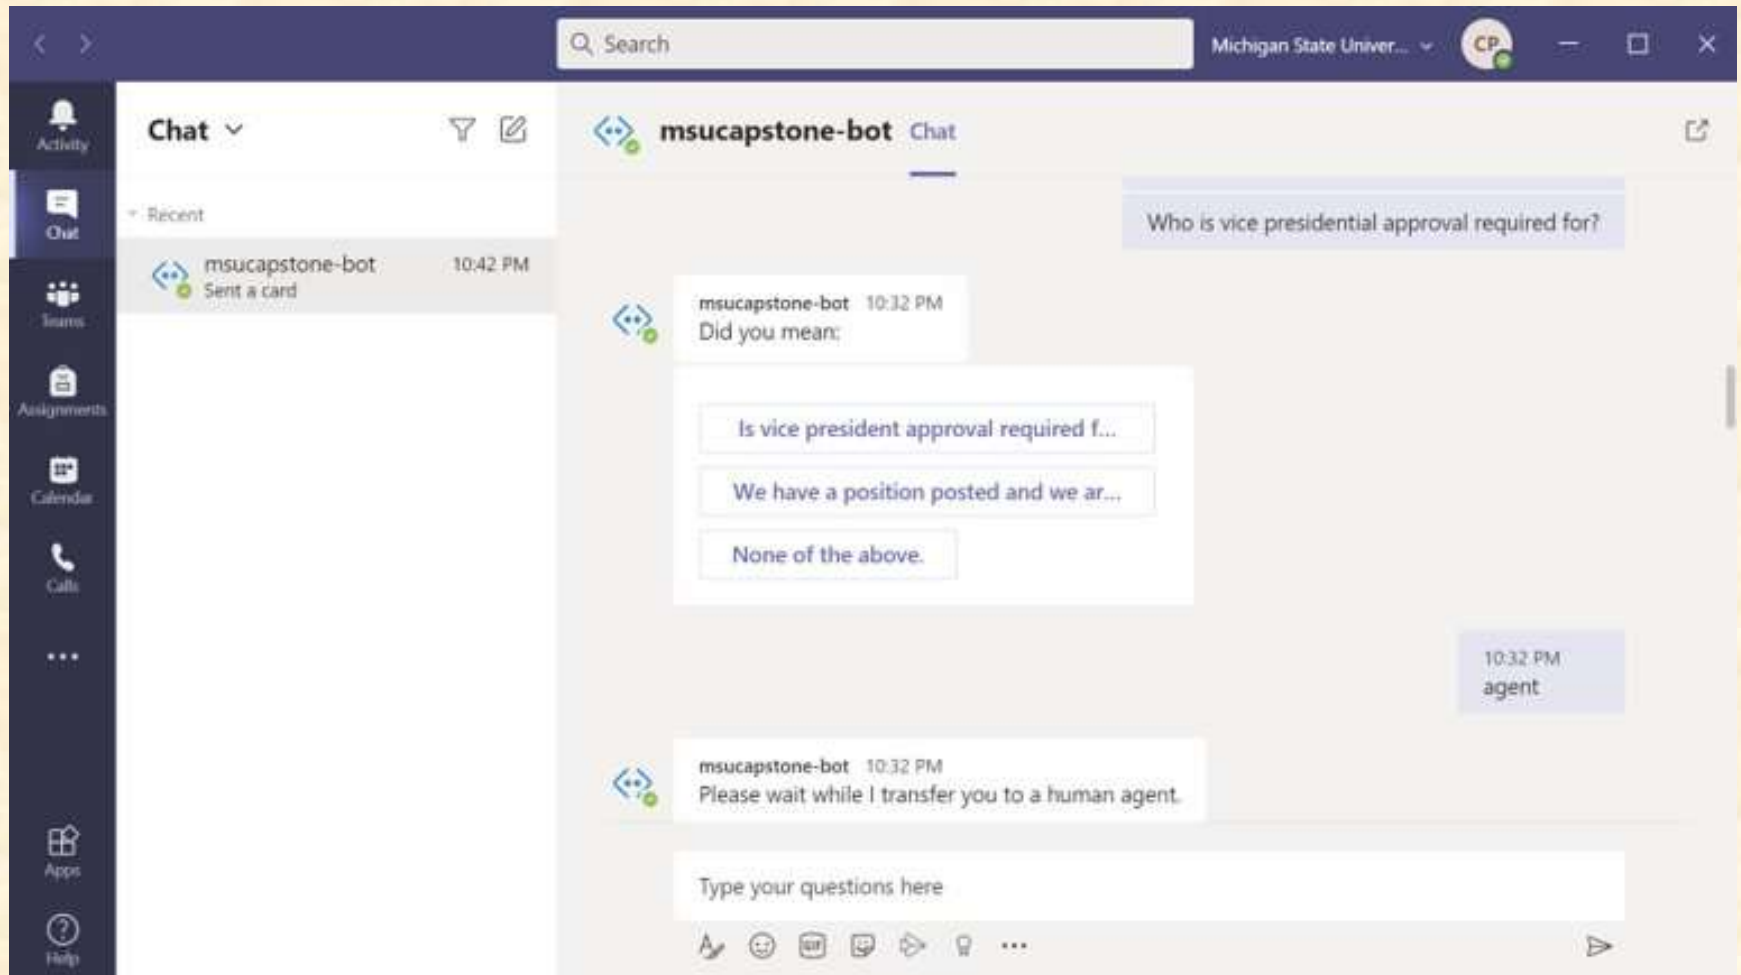 Search
Michigan State Univer...
CP
Activity
Chat
Teams
Assignments
Calendar
Calls
Apps
Help
Chat
Recent
msucapstone-bot 10:42 PM
Sent a card
msucapstone-bot Chat
Who is vice presidential approval required for?
msucapstone-bot 10:32 PM
Did you mean:
Is vice president approval required f...
We have a position posted and we ar...
None of the above.
10:32 PM
agent
msucapstone-bot 10:32 PM
Please wait while I transfer you to a human agent.
Type your questions here
GIF